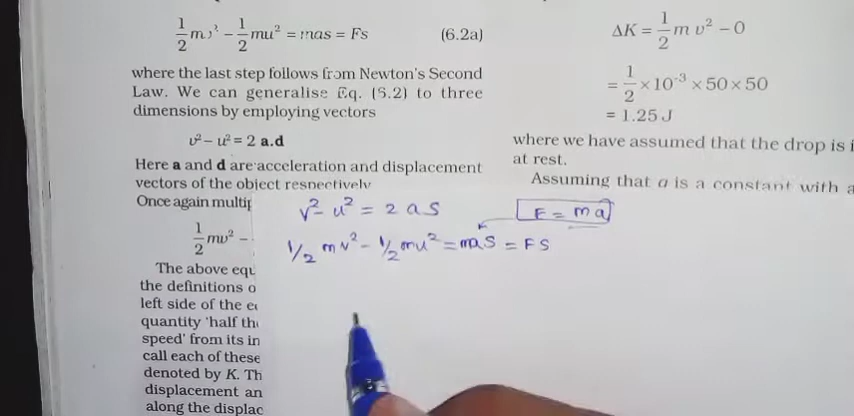 ½ mv² − ½ mu² = mas = Fs (6.2a)
where the last step follows from Newton's Second
Law. We can generalise Eq. (6.2) to three
dimensions by employing vectors
v² − u² = 2 a.d
Here a and d are acceleration and displacement
vectors of the object respectively
Once again multip
½ mv² −
The above equ
the definitions o
left side of the e
quantity 'half th
speed' from its in
call each of these
denoted by K. Th
displacement an
along the displac
v² − u² = 2 a s
F = ma
½ mv² − ½ mu² = mas = FS
ΔK = ½ m v² − 0
= ½ × 10⁻³ × 50 × 50
= 1.25 J
where we have assumed that the drop is i
at rest.
Assuming that a is a constant with a